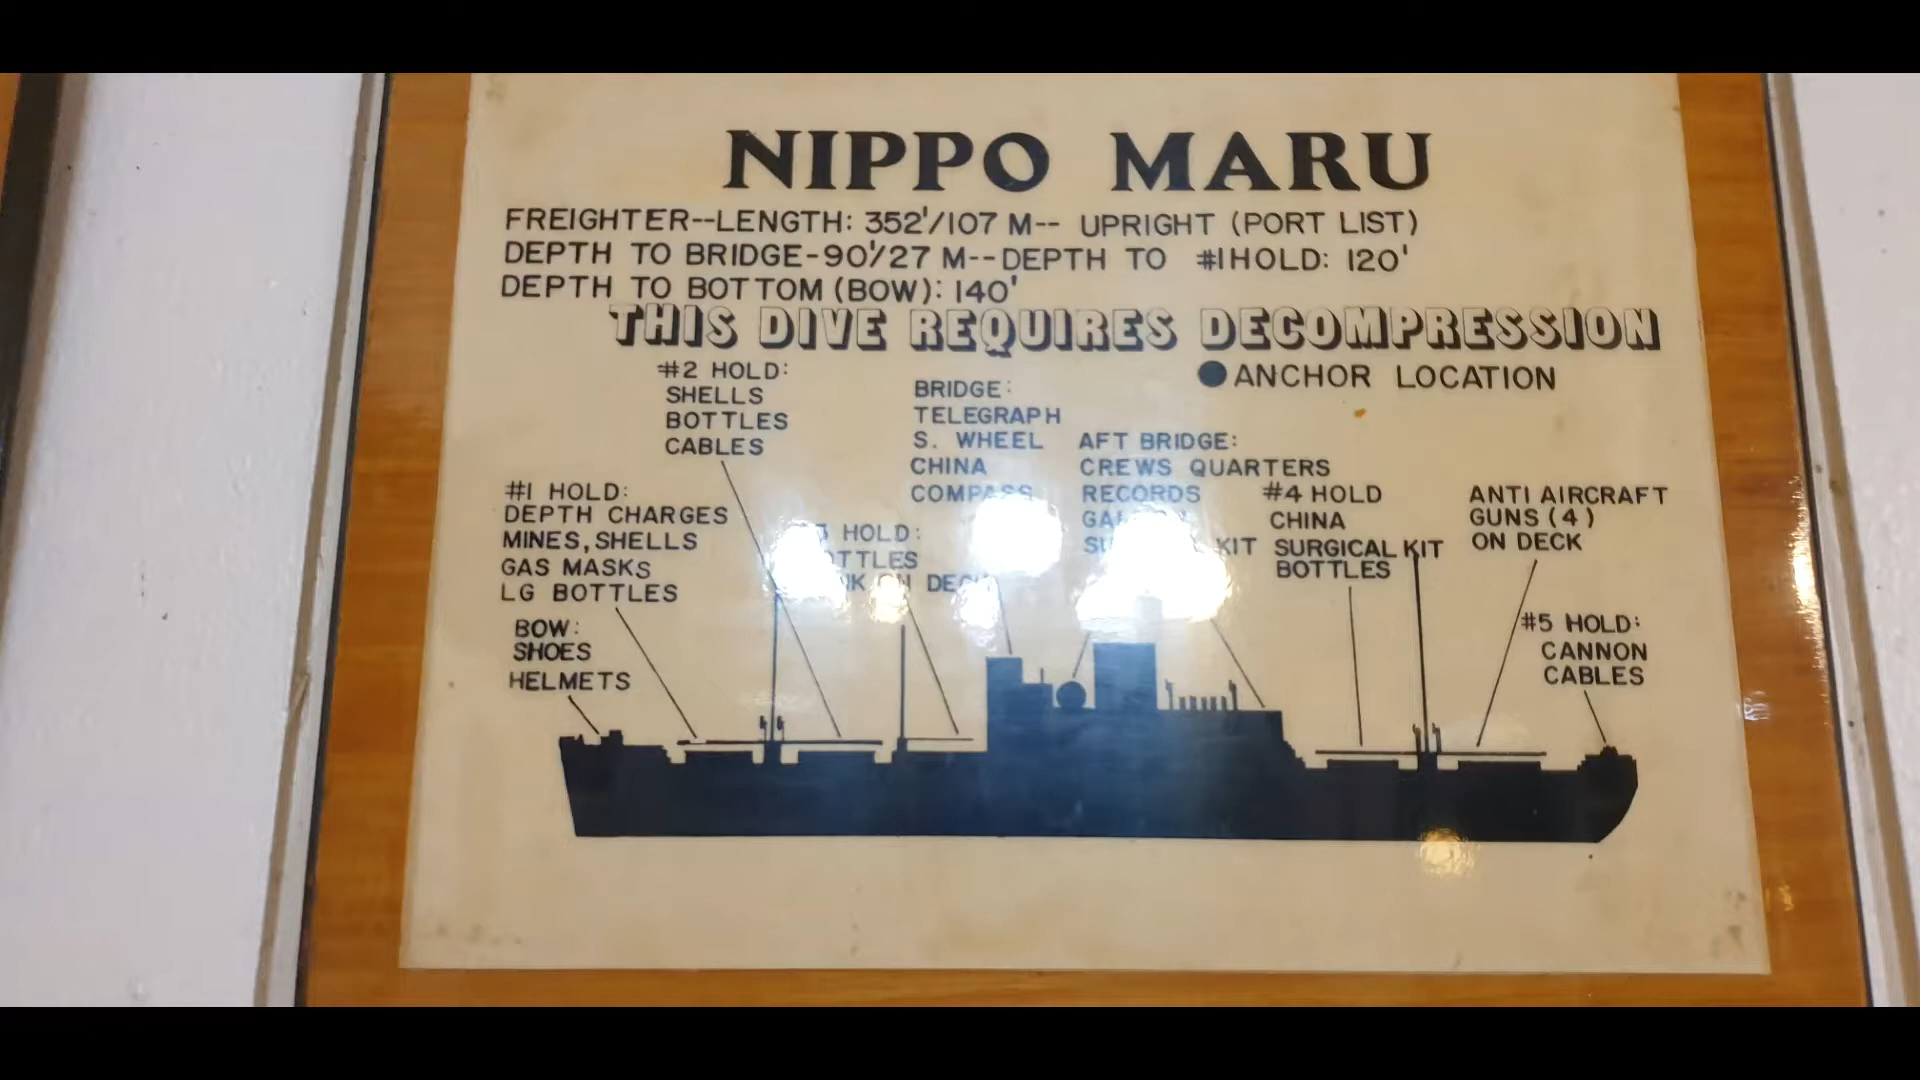 NIPPO MARU
FREIGHTER--LENGTH: 352'/107 M-- UPRIGHT (PORT LIST)
DEPTH TO BRIDGE-90'/27 M--DEPTH TO #1HOLD: 120'
DEPTH TO BOTTOM (BOW): 140'
THIS DIVE REQUIRES DECOMPRESSION
ANCHOR LOCATION
#2 HOLD:
SHELLS
BOTTLES
CABLES
BRIDGE:
TELEGRAPH
S. WHEEL
CHINA
COMPASS
AFT BRIDGE:
CREWS QUARTERS
RECORDS
KIT
#1 HOLD:
DEPTH CHARGES
MINES, SHELLS
GAS MASKS
LG BOTTLES
HOLD:
DECK
#4 HOLD
CHINA
SURGICAL KIT
BOTTLES
ANTI AIRCRAFT
GUNS (4)
ON DECK
BOW:
SHOES
HELMETS
#5 HOLD:
CANNON
CABLES